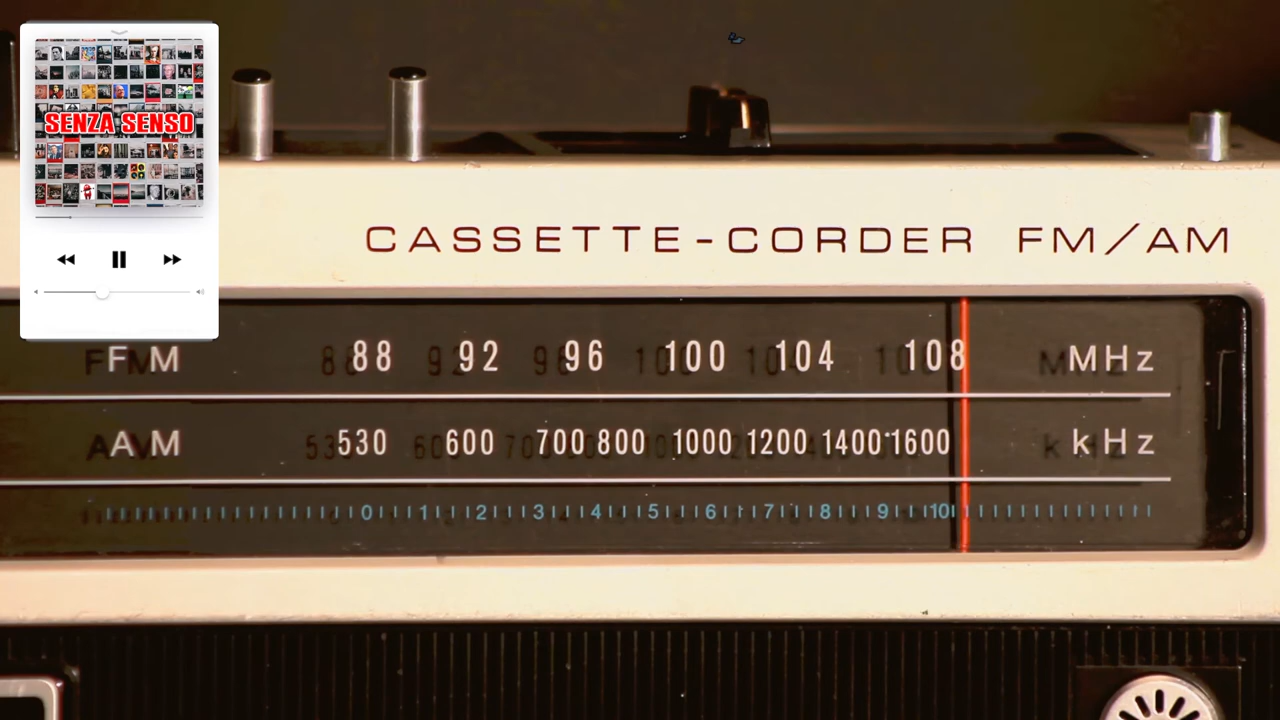 SENZA SENSO
CASSETTE-CORDER FM/AM
FM 88 92 96 100 104 108 MHz
AM 530 600 700 800 1000 1200 1400 1600 kHz
0 1 2 3 4 5 6 7 8 9 10